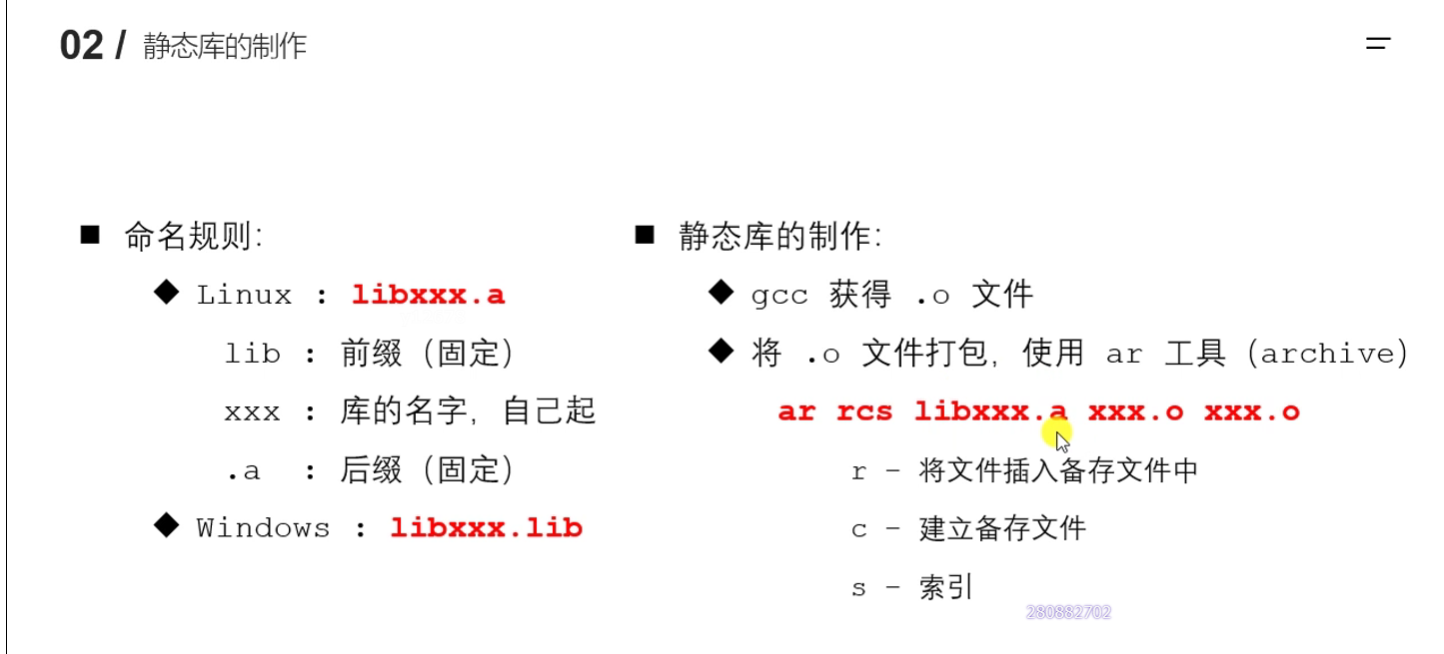 02 / 静态库的制作
■ 命名规则:
◆ Linux : libxxx.a
lib : 前缀（固定）
xxx : 库的名字，自己起
.a : 后缀（固定）
◆ Windows : libxxx.lib
■ 静态库的制作:
◆ gcc 获得 .o 文件
◆ 将 .o 文件打包，使用 ar 工具（archive）
ar rcs libxxx.a xxx.o xxx.o
r – 将文件插入备存文件中
c – 建立备存文件
s – 索引
280882702